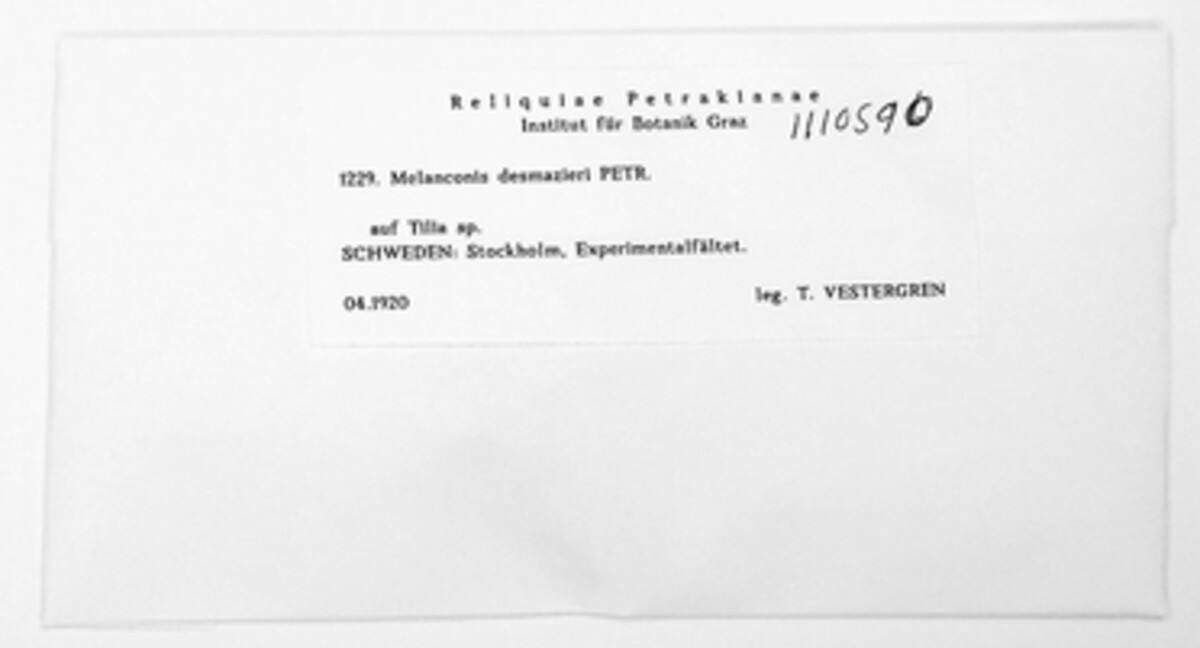 Reliquiae Petrakianae
Institut für Botanik Graz 1110590
1229. Melanconis desmazieri PETR.
auf Tilia sp.
SCHWEDEN: Stockholm, Experimentalfältet.
04.1920 leg. T. VESTERGREN